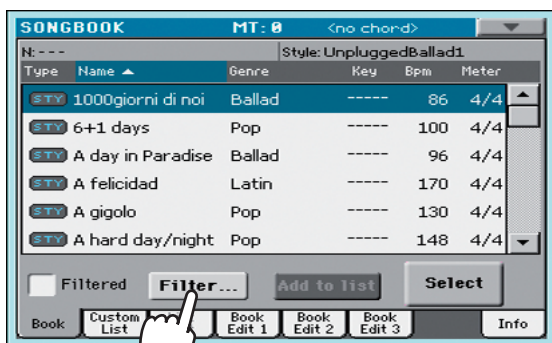 SONGBOOK MT: 0 <no chord>
N: --- Style: UnpluggedBallad1
Type Name Genre Key Bpm Meter
STY 1000giorni di noi Ballad ----- 86 4/4
STY 6+1 days Pop ----- 100 4/4
STY A day in Paradise Ballad ----- 96 4/4
STY A felicidad Latin ----- 170 4/4
STY A gigolo Pop ----- 130 4/4
STY A hard day/night Pop ----- 148 4/4
Filtered Filter... Add to list Select
Book Custom List Book Edit 1 Book Edit 2 Book Edit 3 Info